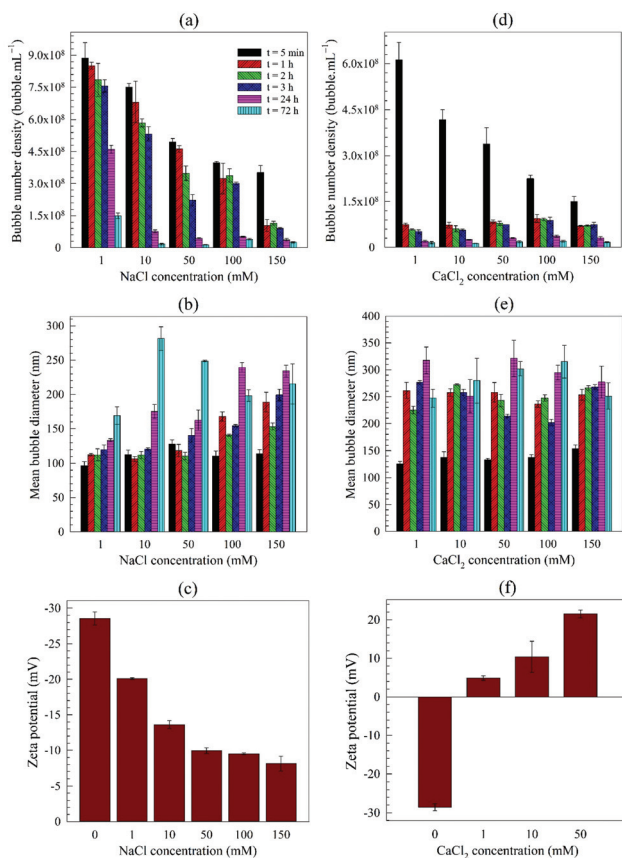 (a)
Bubble number density (bubble.mL⁻¹)
9.0x10⁸
7.5x10⁸
6.0x10⁸
4.5x10⁸
3.0x10⁸
1.5x10⁸
0
t = 5 min
t = 1 h
t = 2 h
t = 3 h
t = 24 h
t = 72 h
1 10 50 100 150
NaCl concentration (mM)
(d)
Bubble number density (bubble.mL⁻¹)
6.0x10⁸
4.5x10⁸
3.0x10⁸
1.5x10⁸
0
1 10 50 100 150
CaCl₂ concentration (mM)
(b)
Mean bubble diameter (nm)
300
250
200
150
100
50
0
1 10 50 100 150
NaCl concentration (mM)
(e)
Mean bubble diameter (nm)
400
350
300
250
200
150
100
50
0
1 10 50 100 150
CaCl₂ concentration (mM)
(c)
Zeta potential (mV)
-30
-25
-20
-15
-10
-5
0
0 1 10 50 100 150
NaCl concentration (mM)
(f)
Zeta potential (mV)
20
10
0
-10
-20
-30
0 1 10 50
CaCl₂ concentration (mM)